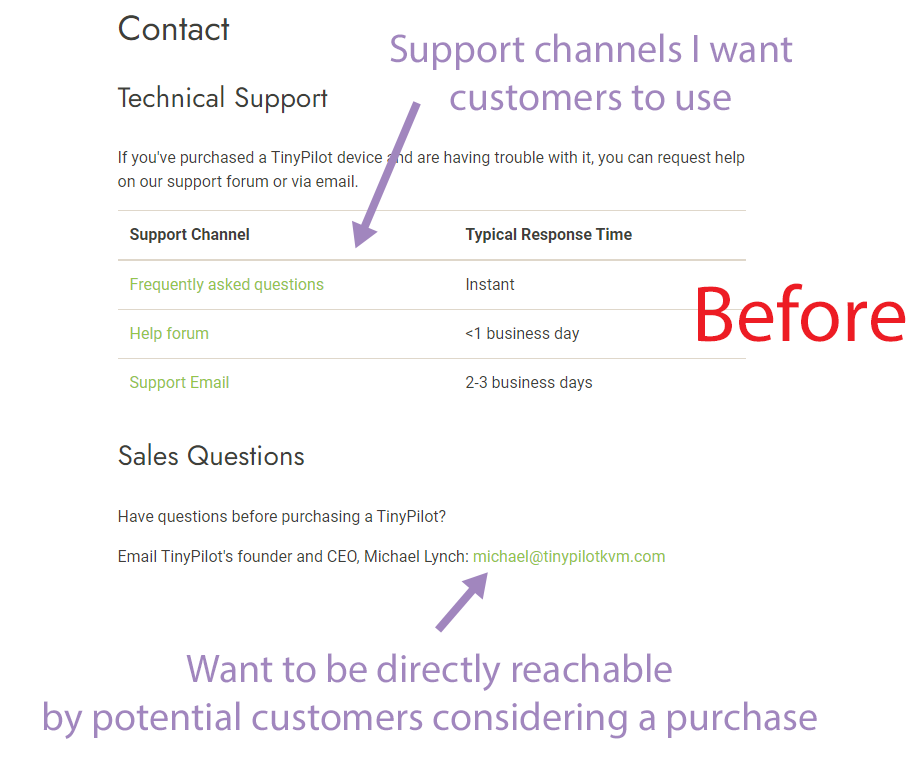 Contact
Support channels I want
customers to use
Technical Support
If you've purchased a TinyPilot device and are having trouble with it, you can request help
on our support forum or via email.
Support Channel Typical Response Time
Frequently asked questions Instant
Before
Help forum <1 business day
Support Email 2-3 business days
Sales Questions
Have questions before purchasing a TinyPilot?
Email TinyPilot's founder and CEO, Michael Lynch: michael@tinypilotkvm.com
Want to be directly reachable
by potential customers considering a purchase